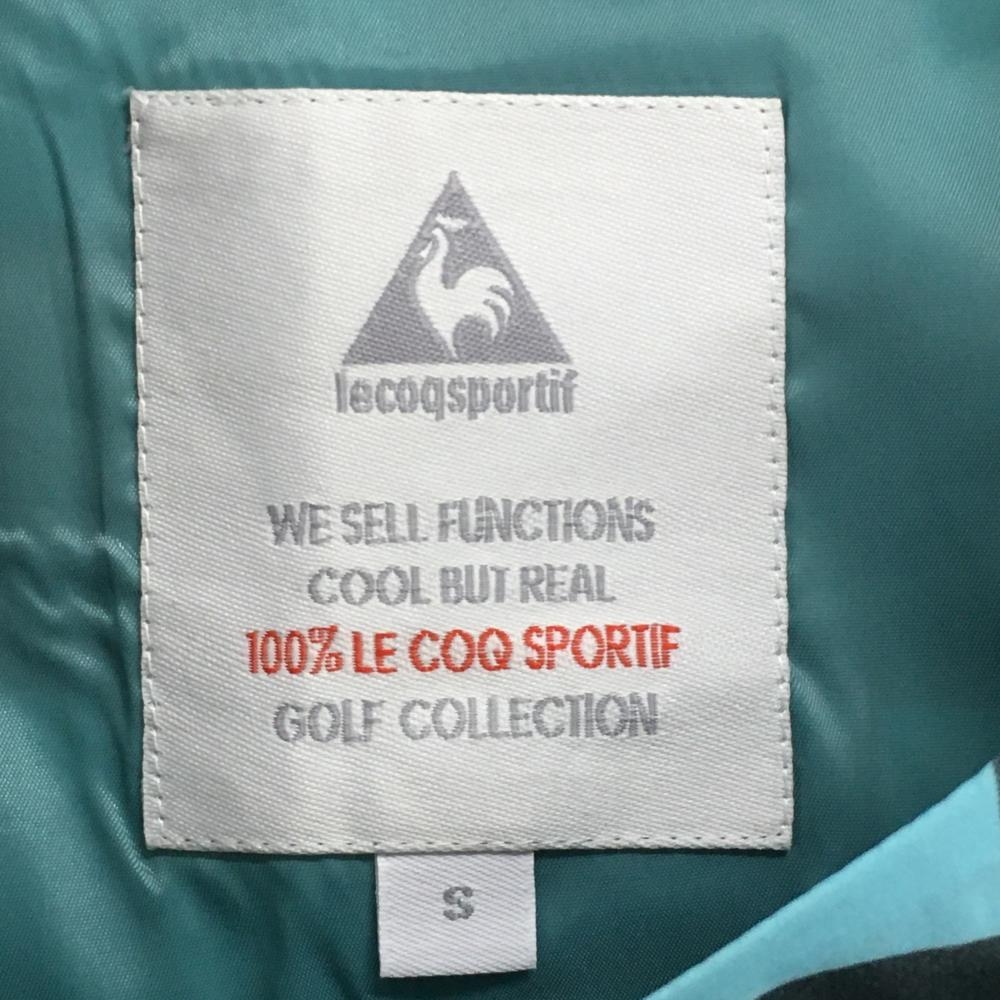 lecoqsportif
WE SELL FUNCTIONS
COOL BUT REAL
100% LE COQ SPORTIF
GOLF COLLECTION
S